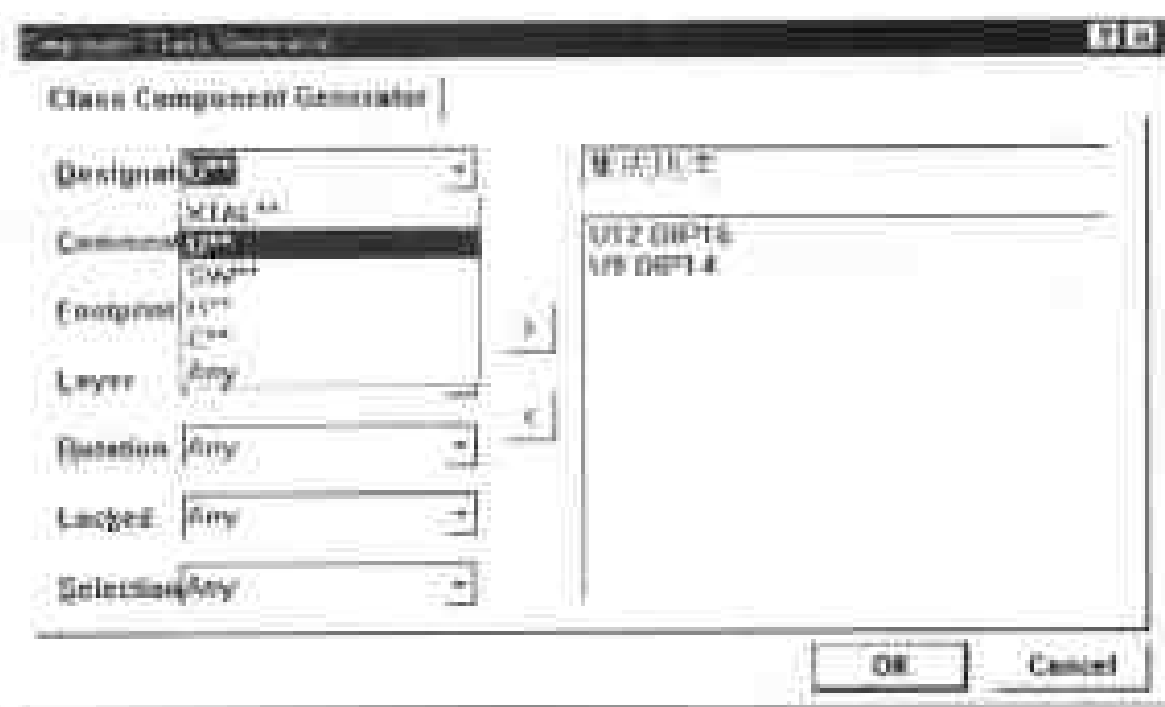 Class Component Generator
Designat U**
XTAL**
U**
SW**
R**
C**
Any
Comment
Footprint
Layer
Rotation Any
Locked Any
Selection Any
U12 DIP16
U9 DIP14
>
<
OK Cancel